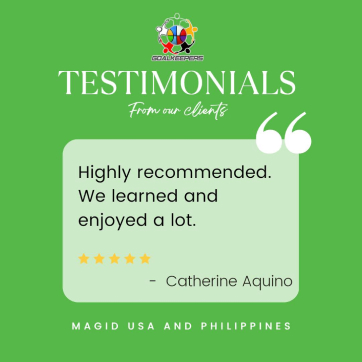 GOALKEEPERS
TESTIMONIALS
From our clients
Highly recommended.
We learned and
enjoyed a lot.
- Catherine Aquino
MAGID USA AND PHILIPPINES